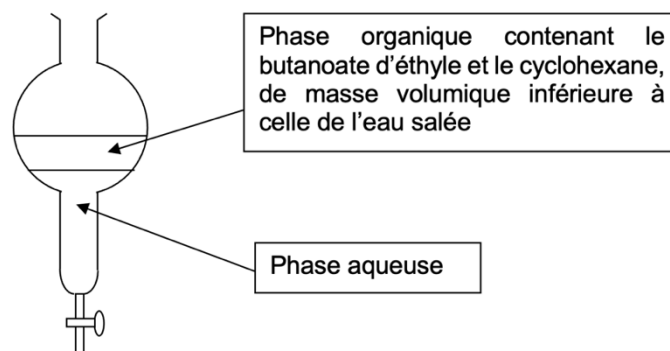 Phase organique contenant le
butanoate d’éthyle et le cyclohexane,
de masse volumique inférieure à
celle de l’eau salée
Phase aqueuse